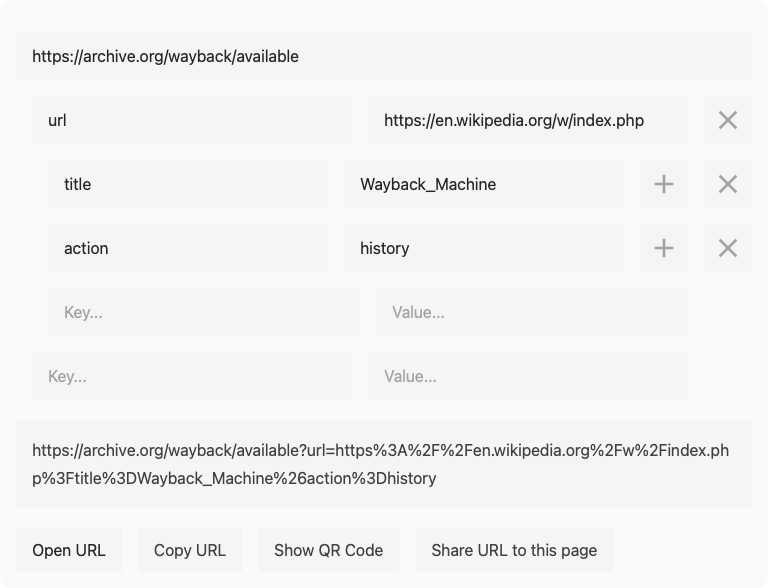 https://archive.org/wayback/available
url https://en.wikipedia.org/w/index.php
title Wayback_Machine
action history
Key... Value...
Key... Value...
https://archive.org/wayback/available?url=https%3A%2F%2Fen.wikipedia.org%2Fw%2Findex.ph
p%3Ftitle%3DWayback_Machine%26action%3Dhistory
Open URL Copy URL Show QR Code Share URL to this page